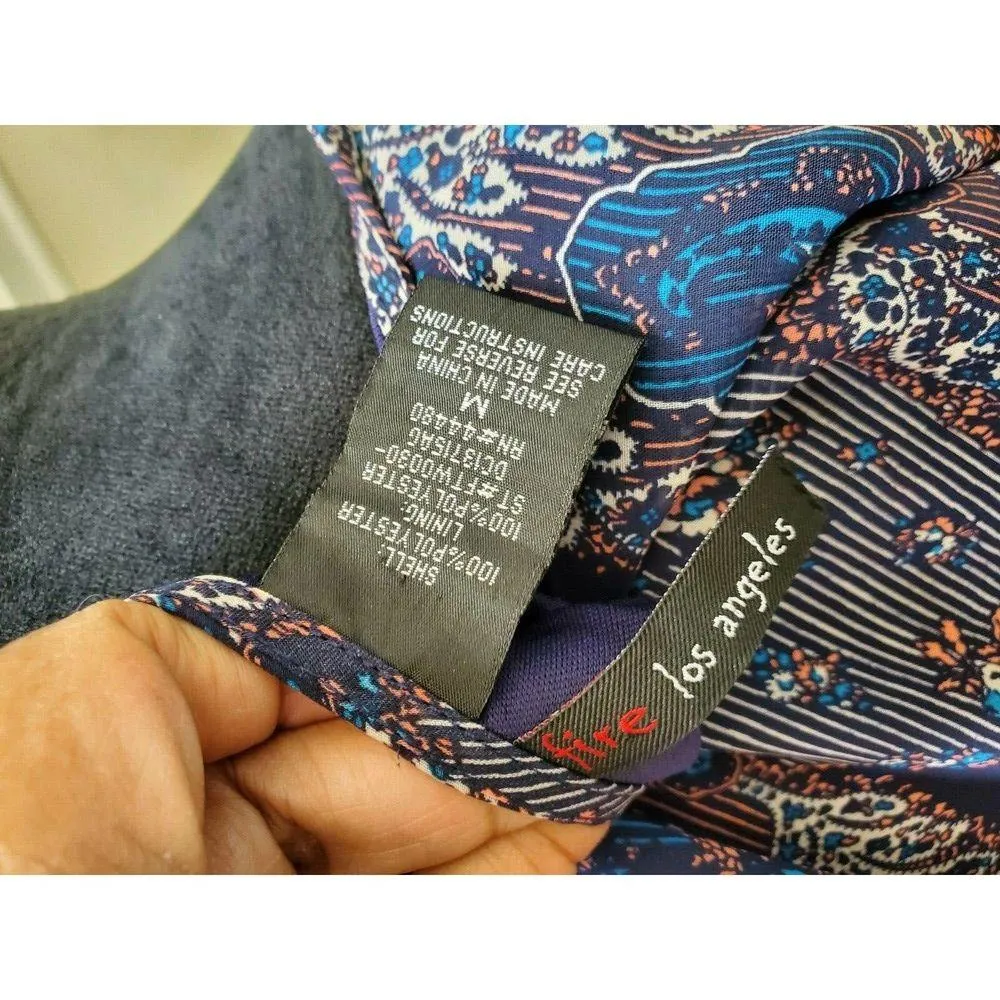 SHELL:
100%POLYESTER
LINING:
100%POLYESTER
ST#FTW0030-
DC1371SAG
RN#44480
M
MADE IN CHINA
SEE REVERSE FOR
CARE INSTRUCTIONS
fire los angeles